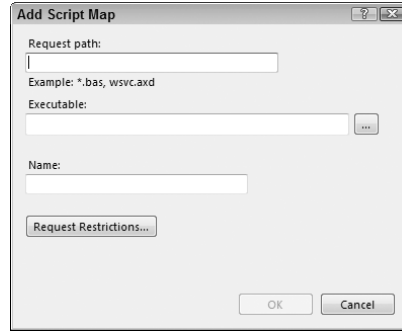 Add Script Map
Request path:
Example: *.bas, wsvc.axd
Executable:
...
Name:
Request Restrictions...
OK
Cancel